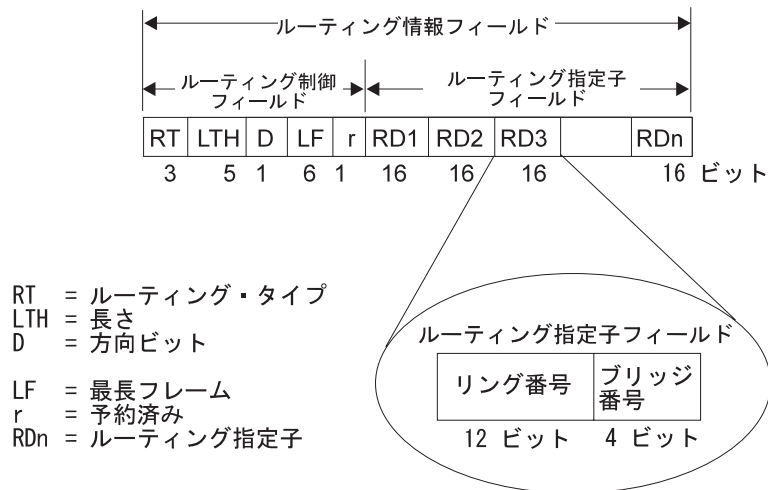 ルーティング情報フィールド
ルーティング制御
フィールド
ルーティング指定子
フィールド
RT LTH D LF r RD1 RD2 RD3 RDn
3 5 1 6 1 16 16 16 16 ビット
RT = ルーティング・タイプ
LTH = 長さ
D = 方向ビット
LF = 最長フレーム
r = 予約済み
RDn = ルーティング指定子
ルーティング指定子フィールド
リング番号
ブリッジ
番号
12 ビット 4 ビット